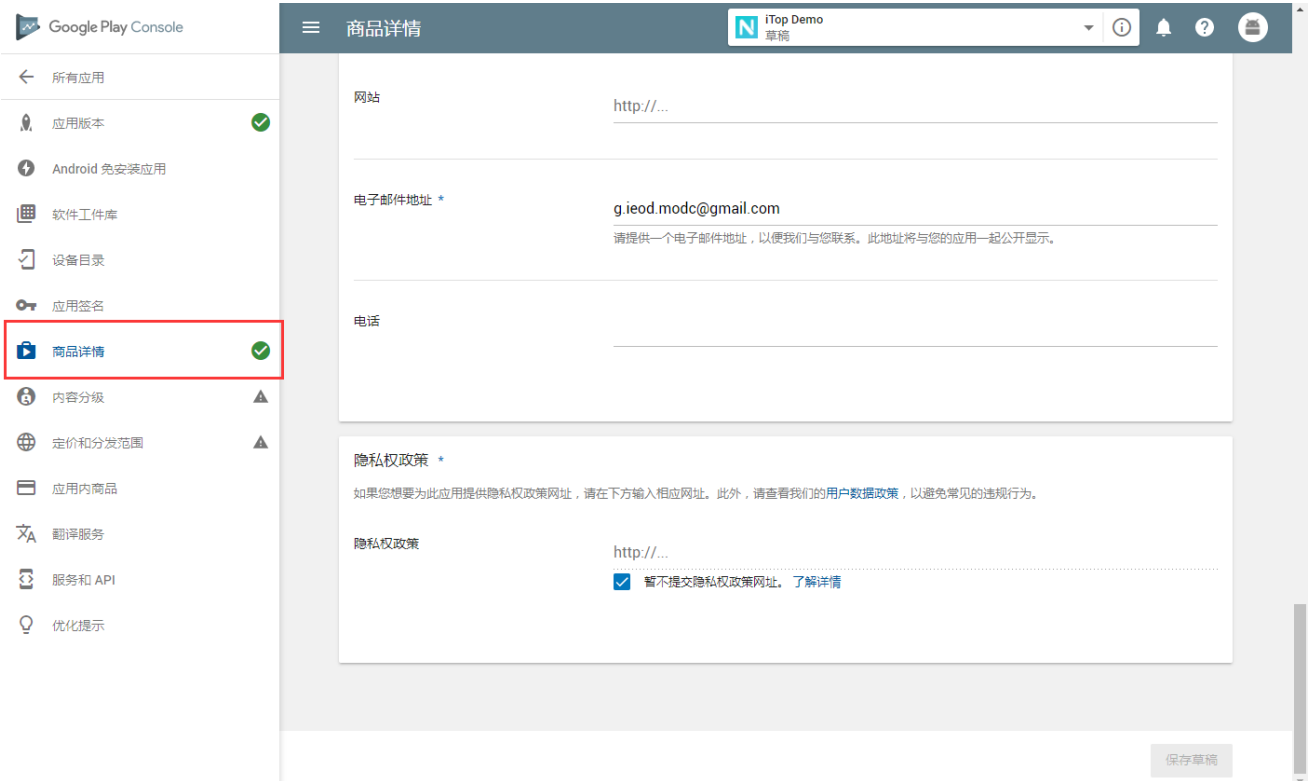 Google Play Console
商品详情
iTop Demo
草稿
所有应用
应用版本
Android 免安装应用
软件工件库
设备目录
应用签名
商品详情
内容分级
定价和分发范围
应用内商品
翻译服务
服务和 API
优化提示
网站
http://...
电子邮件地址 *
g.ieod.modc@gmail.com
请提供一个电子邮件地址，以便我们与您联系。此地址将与您的应用一起公开显示。
电话
隐私权政策 *
如果您想要为此应用提供隐私权政策网址，请在下方输入相应网址。此外，请查看我们的用户数据政策，以避免常见的违规行为。
隐私权政策
http://...
暂不提交隐私权政策网址。 了解详情
保存草稿